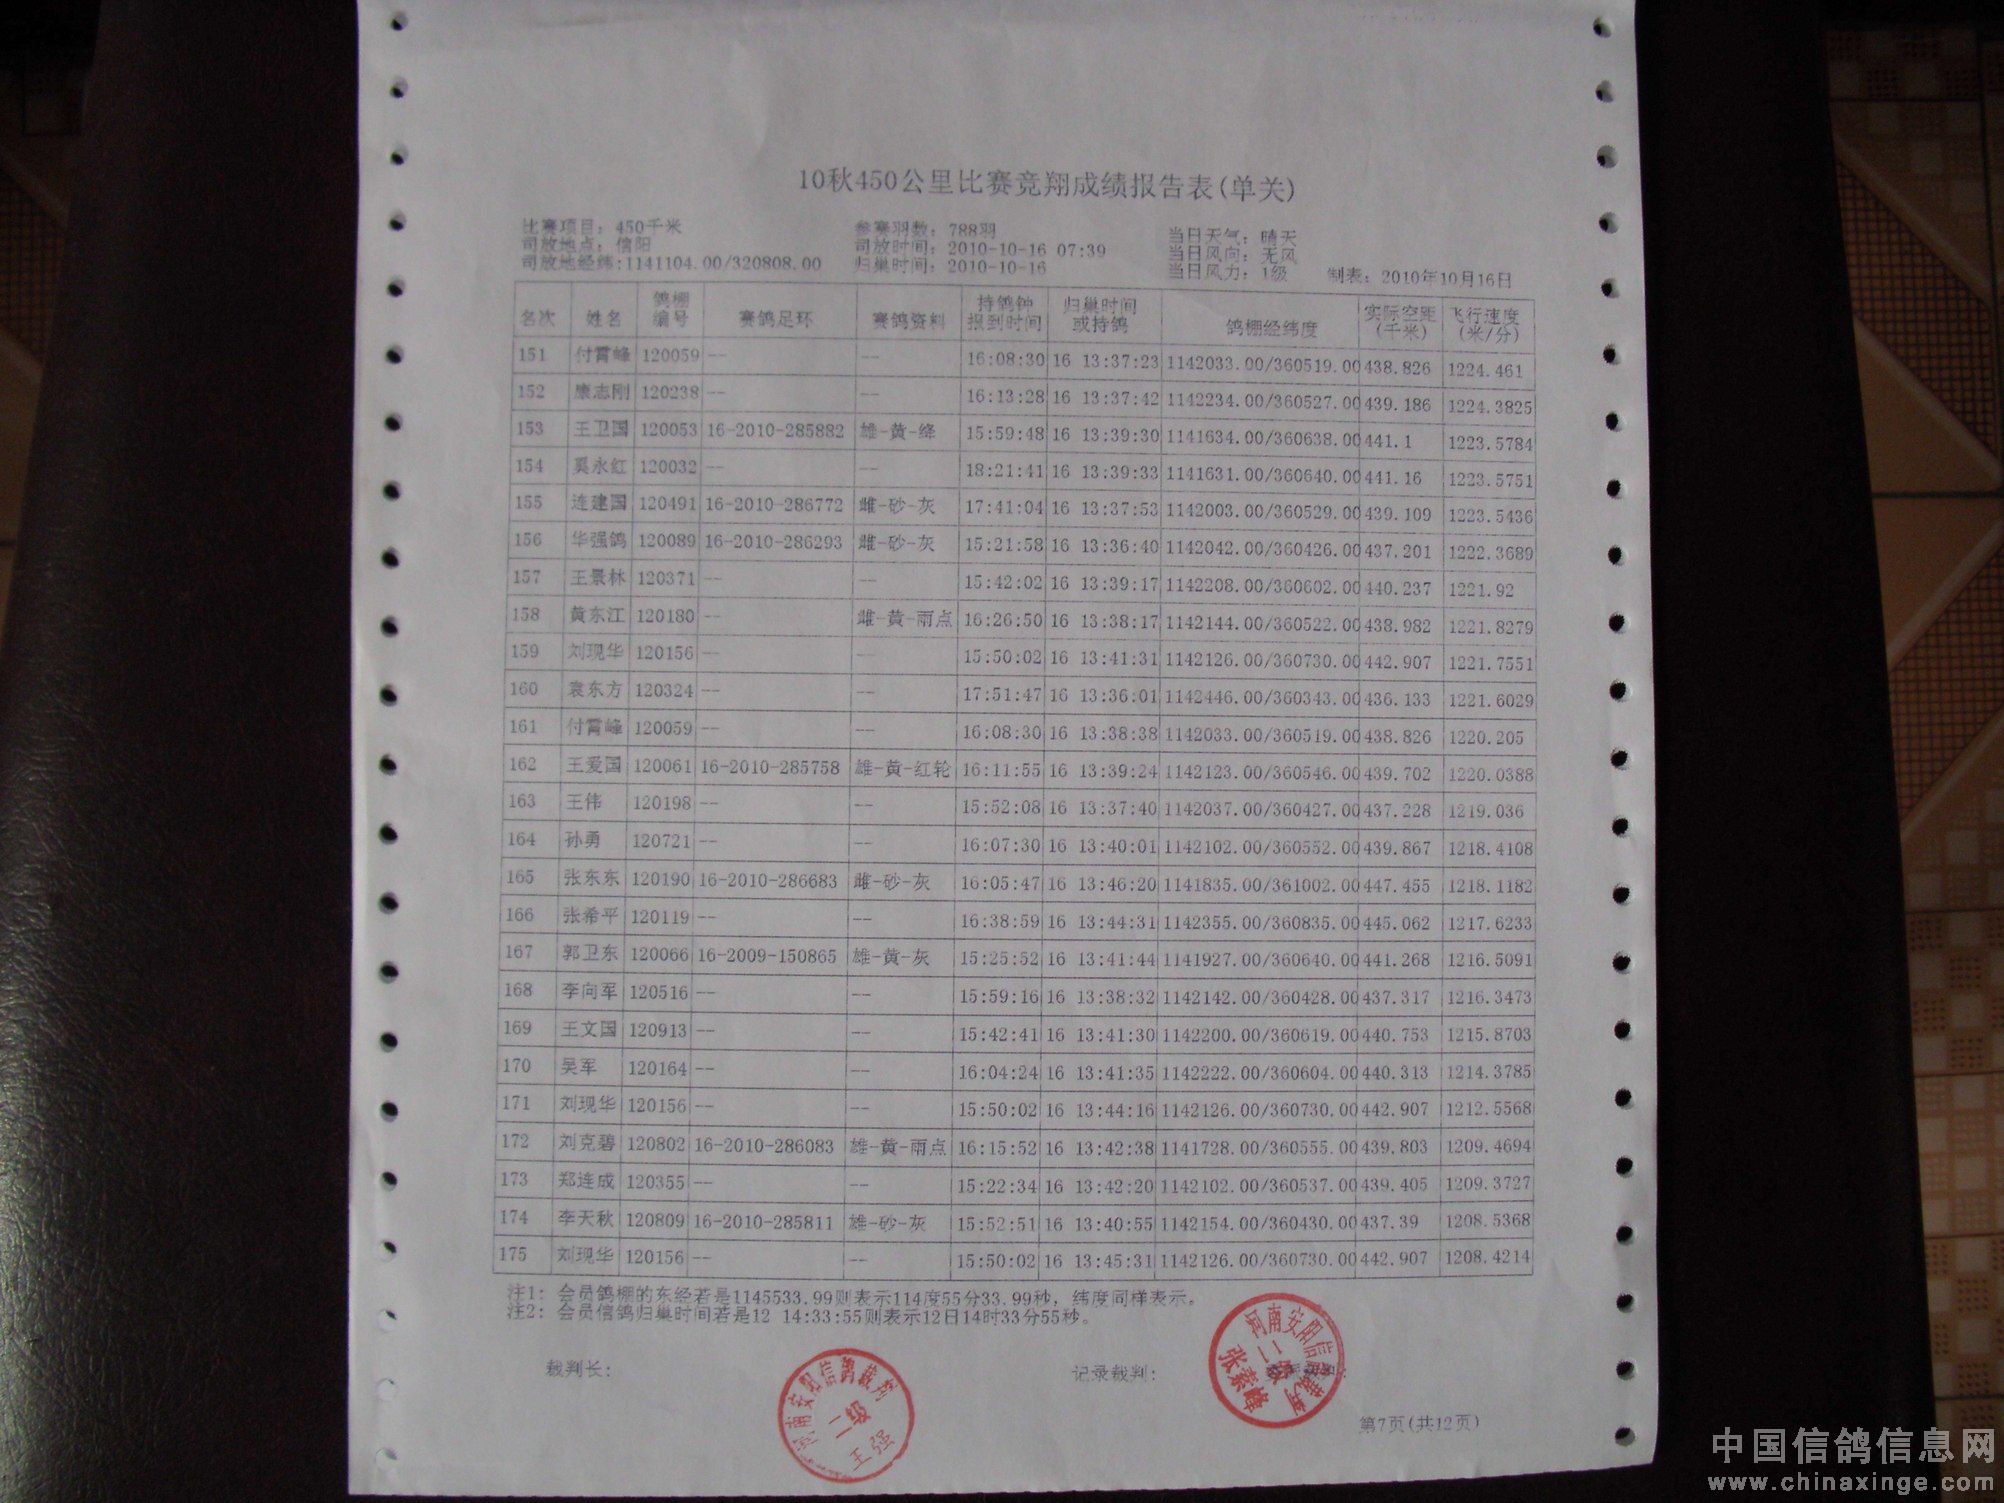 10秋450公里比赛竞翔成绩报告表(单关)
比赛项目: 450千米 参赛羽数: 788羽 当日天气: 晴天
司放地点: 信阳 司放时间: 2010-10-16 07:39 当日风向: 无风
司放地经纬:1141104.00/320808.00 归巢时间: 2010-10-16 当日风力: 1级 制表: 2010年10月16日
名次 姓名 鸽棚编号 赛鸽足环 赛鸽资料 持鸽钟报到时间 归巢时间或持鸽 鸽棚经纬度 实际空距(千米) 飞行速度(米/分)
151 付霄峰 120059 -- -- 16:08:30 16 13:37:23 1142033.00/360519.00 438.826 1224.461
152 康志刚 120238 -- -- 16:13:28 16 13:37:42 1142234.00/360527.00 439.186 1224.3825
153 王卫国 120053 16-2010-285882 雄-黄-绛 15:59:48 16 13:39:30 1141634.00/360638.00 441.1 1223.5784
154 奚永红 120032 -- -- 18:21:41 16 13:39:33 1141631.00/360640.00 441.16 1223.5751
155 连建国 120491 16-2010-286772 雌-砂-灰 17:41:04 16 13:37:53 1142003.00/360529.00 439.109 1223.5436
156 华强鸽 120089 16-2010-286293 雌-砂-灰 15:21:58 16 13:36:40 1142042.00/360426.00 437.201 1222.3689
157 王景林 120371 -- -- 15:42:02 16 13:39:17 1142208.00/360602.00 440.237 1221.92
158 黄东江 120180 -- 雌-黄-雨点 16:26:50 16 13:38:17 1142144.00/360522.00 438.982 1221.8279
159 刘现华 120156 -- -- 15:50:02 16 13:41:31 1142126.00/360730.00 442.907 1221.7551
160 袁东方 120324 -- -- 17:51:47 16 13:36:01 1142446.00/360343.00 436.133 1221.6029
161 付霄峰 120059 -- -- 16:08:30 16 13:38:38 1142033.00/360519.00 438.826 1220.205
162 王爱国 120061 16-2010-285758 雄-黄-红轮 16:11:55 16 13:39:24 1142123.00/360546.00 439.702 1220.0388
163 王伟 120198 -- -- 15:52:08 16 13:37:40 1142037.00/360427.00 437.228 1219.036
164 孙勇 120721 -- -- 16:07:30 16 13:40:01 1142102.00/360552.00 439.867 1218.4108
165 张东东 120190 16-2010-286683 雌-砂-灰 16:05:47 16 13:46:20 1141835.00/361002.00 447.455 1218.1182
166 张希平 120119 -- -- 16:38:59 16 13:44:31 1142355.00/360835.00 445.062 1217.6233
167 郭卫东 120066 16-2009-150865 雄-黄-灰 15:25:52 16 13:41:44 1141927.00/360640.00 441.268 1216.5091
168 李向军 120516 -- -- 15:59:16 16 13:38:32 1142142.00/360428.00 437.317 1216.3473
169 王文国 120913 -- -- 15:42:41 16 13:41:30 1142200.00/360619.00 440.753 1215.8703
170 吴军 120164 -- -- 16:04:24 16 13:41:35 1142222.00/360604.00 440.313 1214.3785
171 刘现华 120156 -- -- 15:50:02 16 13:44:16 1142126.00/360730.00 442.907 1212.5568
172 刘克碧 120802 16-2010-286083 雄-黄-雨点 16:15:52 16 13:42:38 1141728.00/360555.00 439.803 1209.4694
173 郑连成 120355 -- -- 15:22:34 16 13:42:20 1142102.00/360537.00 439.405 1209.3727
174 李天秋 120809 16-2010-285811 雄-砂-灰 15:52:51 16 13:40:55 1142154.00/360430.00 437.39 1208.5368
175 刘现华 120156 -- -- 15:50:02 16 13:45:31 1142126.00/360730.00 442.907 1208.4214
注1: 会员鸽棚的东经若是1145533.99则表示114度55分33.99秒，纬度同样表示。
注2: 会员信鸽归巢时间若是12 14:33:55则表示12日14时33分55秒。
裁判长: 记录裁判:
河南安阳信鸽裁判
二级
王强
河南安阳信鸽裁判
二级
张素峰
第7页(共12页)
中国信鸽信息网
www.chinaxinge.com